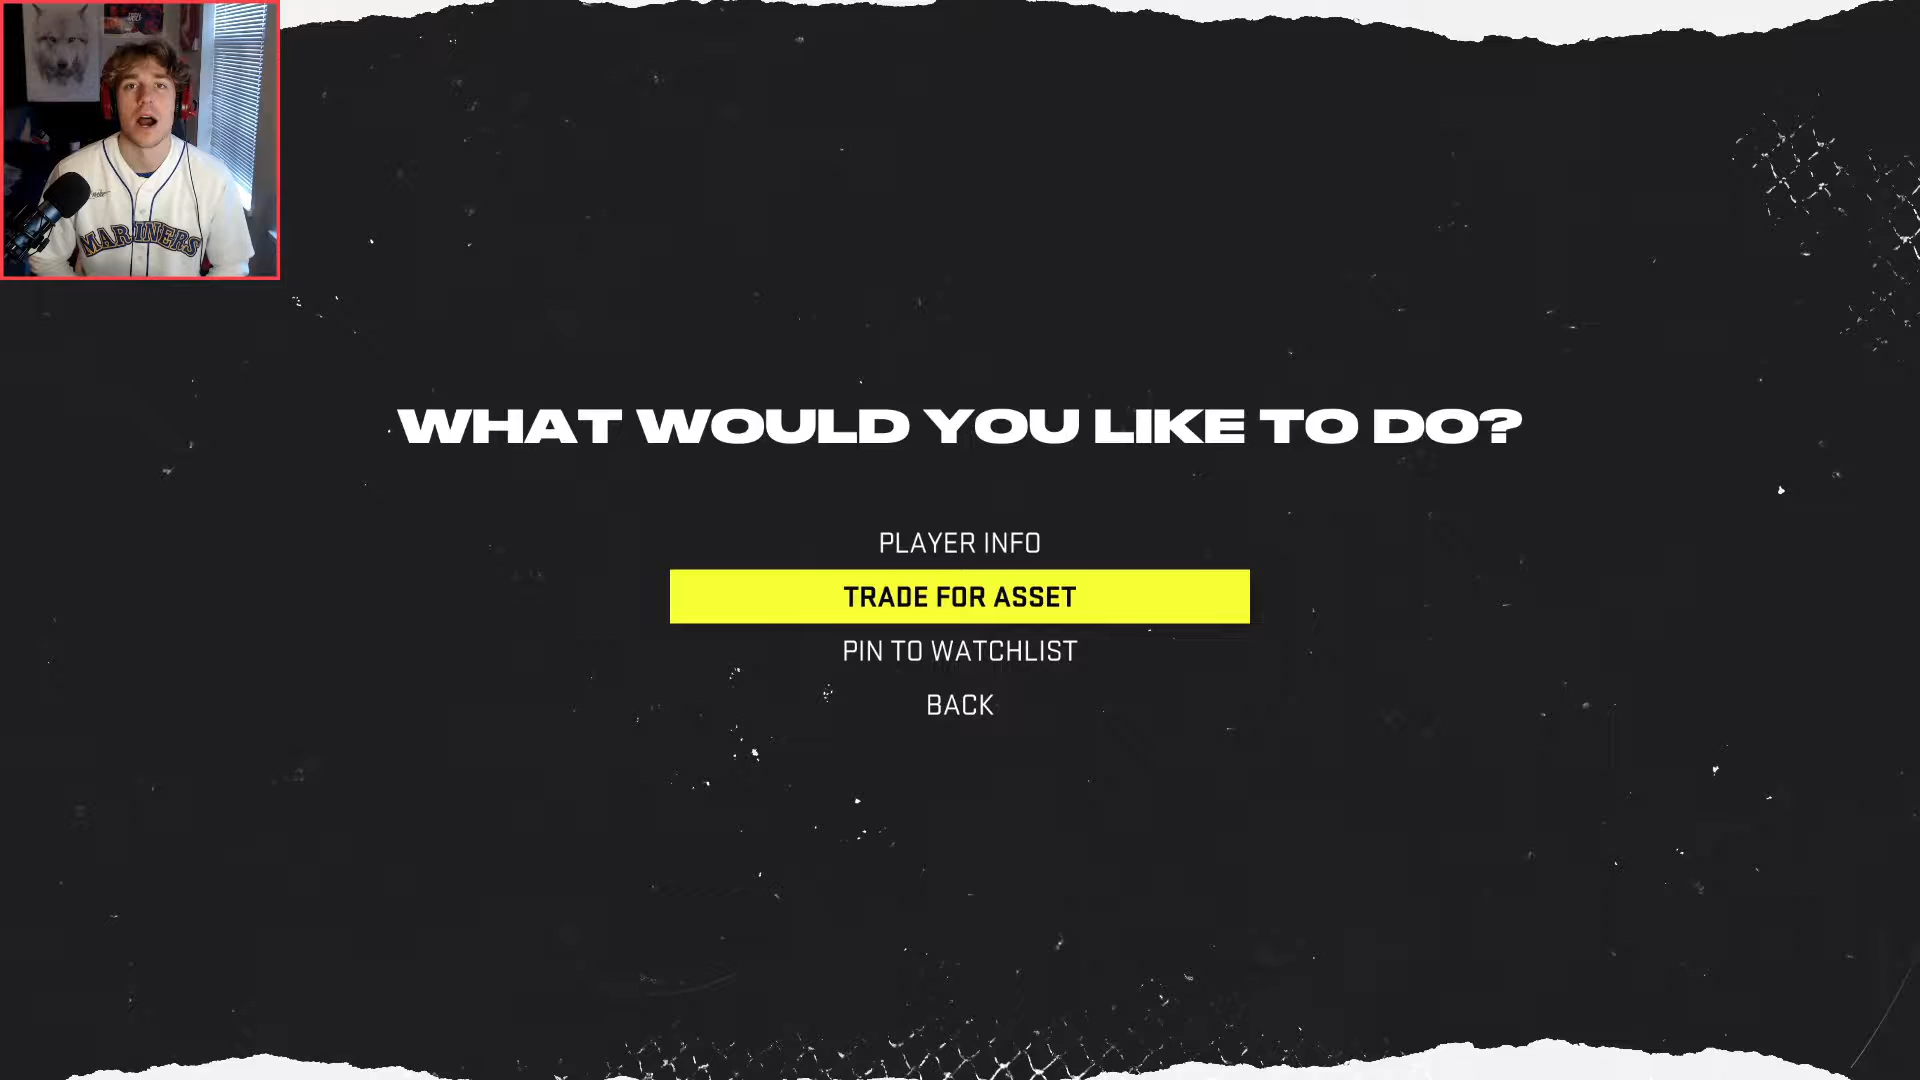 MARINERS
WHAT WOULD YOU LIKE TO DO?
PLAYER INFO
TRADE FOR ASSET
PIN TO WATCHLIST
BACK